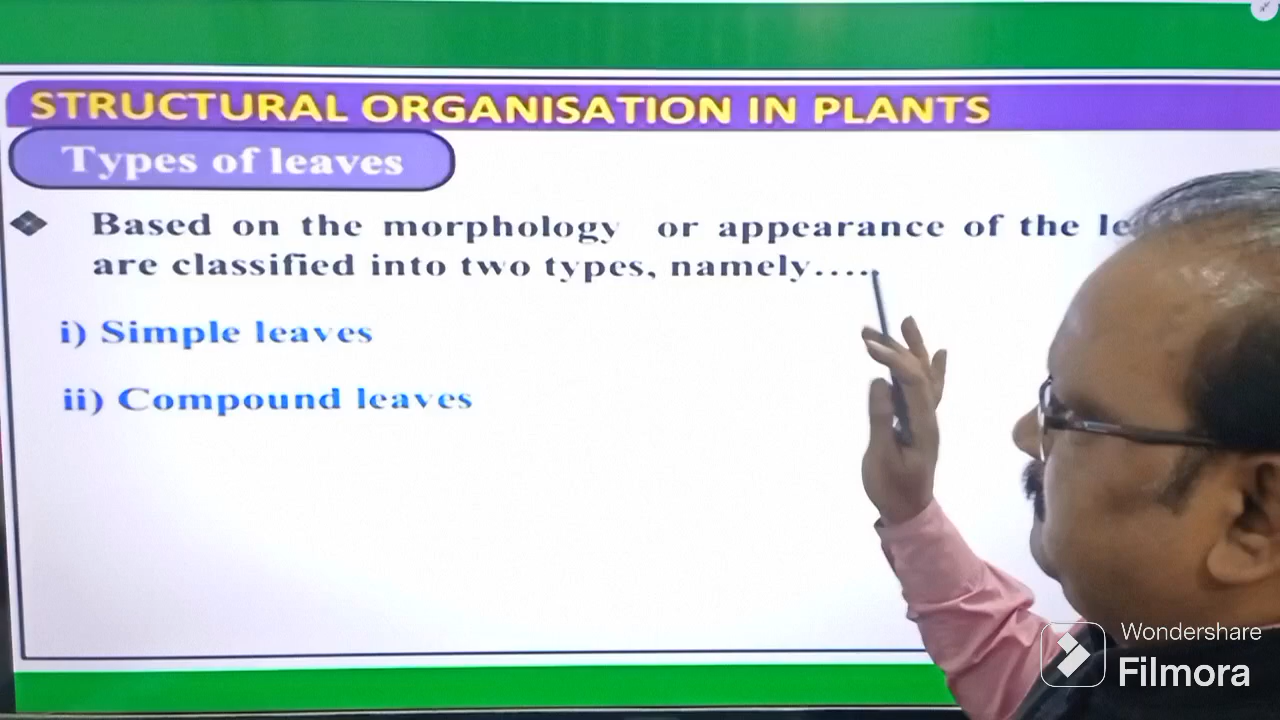 STRUCTURAL ORGANISATION IN PLANTS
Types of leaves
Based on the morphology or appearance of the
are classified into two types, namely.....
i) Simple leaves
ii) Compound leaves
Wondershare
Filmora